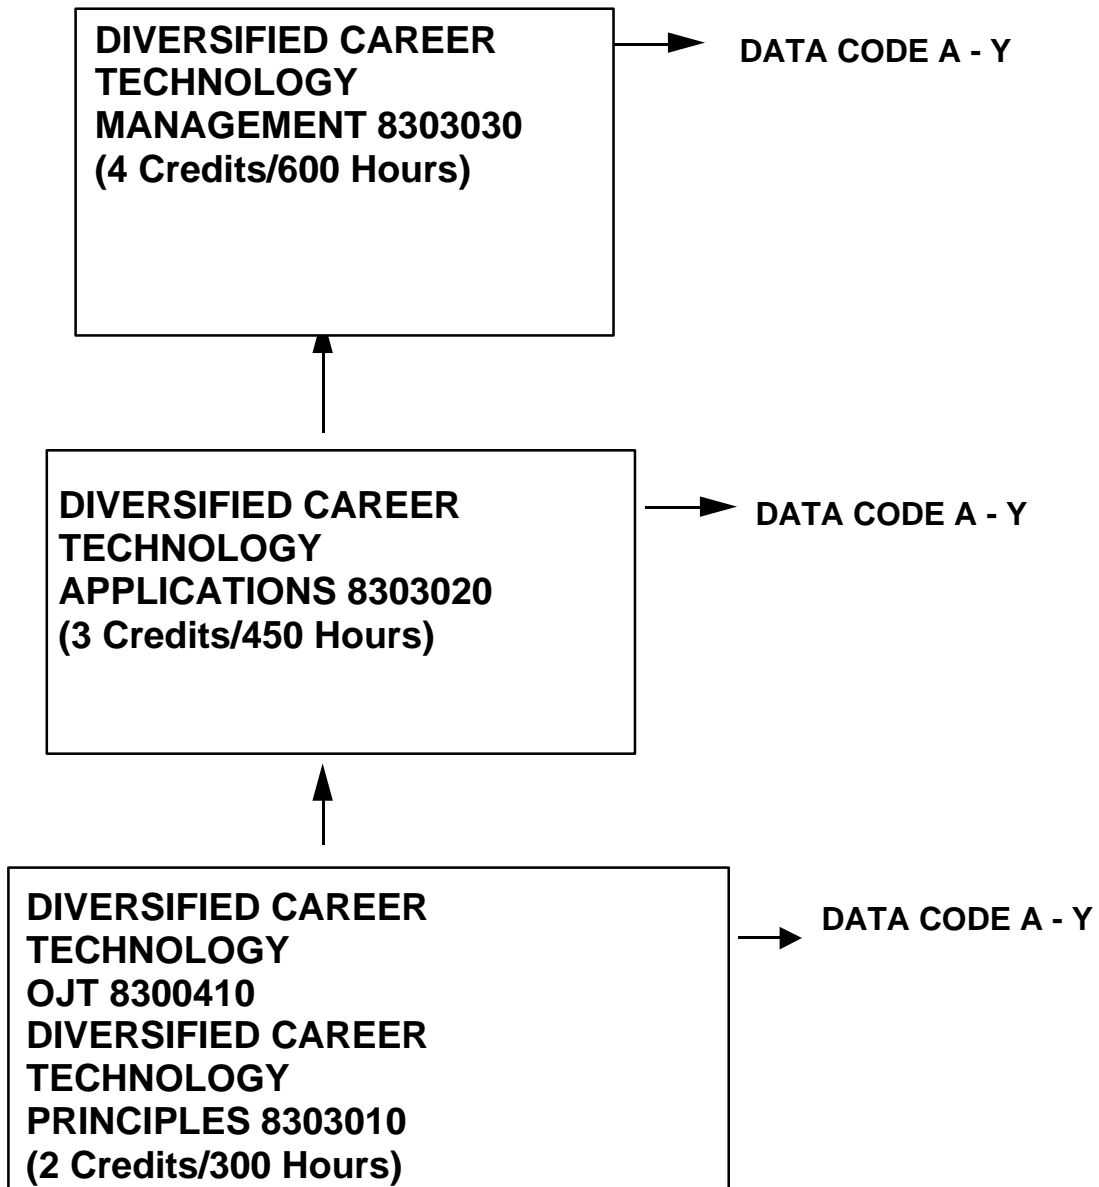 DIVERSIFIED CAREER
TECHNOLOGY
MANAGEMENT 8303030
(4 Credits/600 Hours)
DATA CODE A - Y
DIVERSIFIED CAREER
TECHNOLOGY
APPLICATIONS 8303020
(3 Credits/450 Hours)
DATA CODE A - Y
DIVERSIFIED CAREER
TECHNOLOGY
OJT 8300410
DIVERSIFIED CAREER
TECHNOLOGY
PRINCIPLES 8303010
(2 Credits/300 Hours)
DATA CODE A - Y